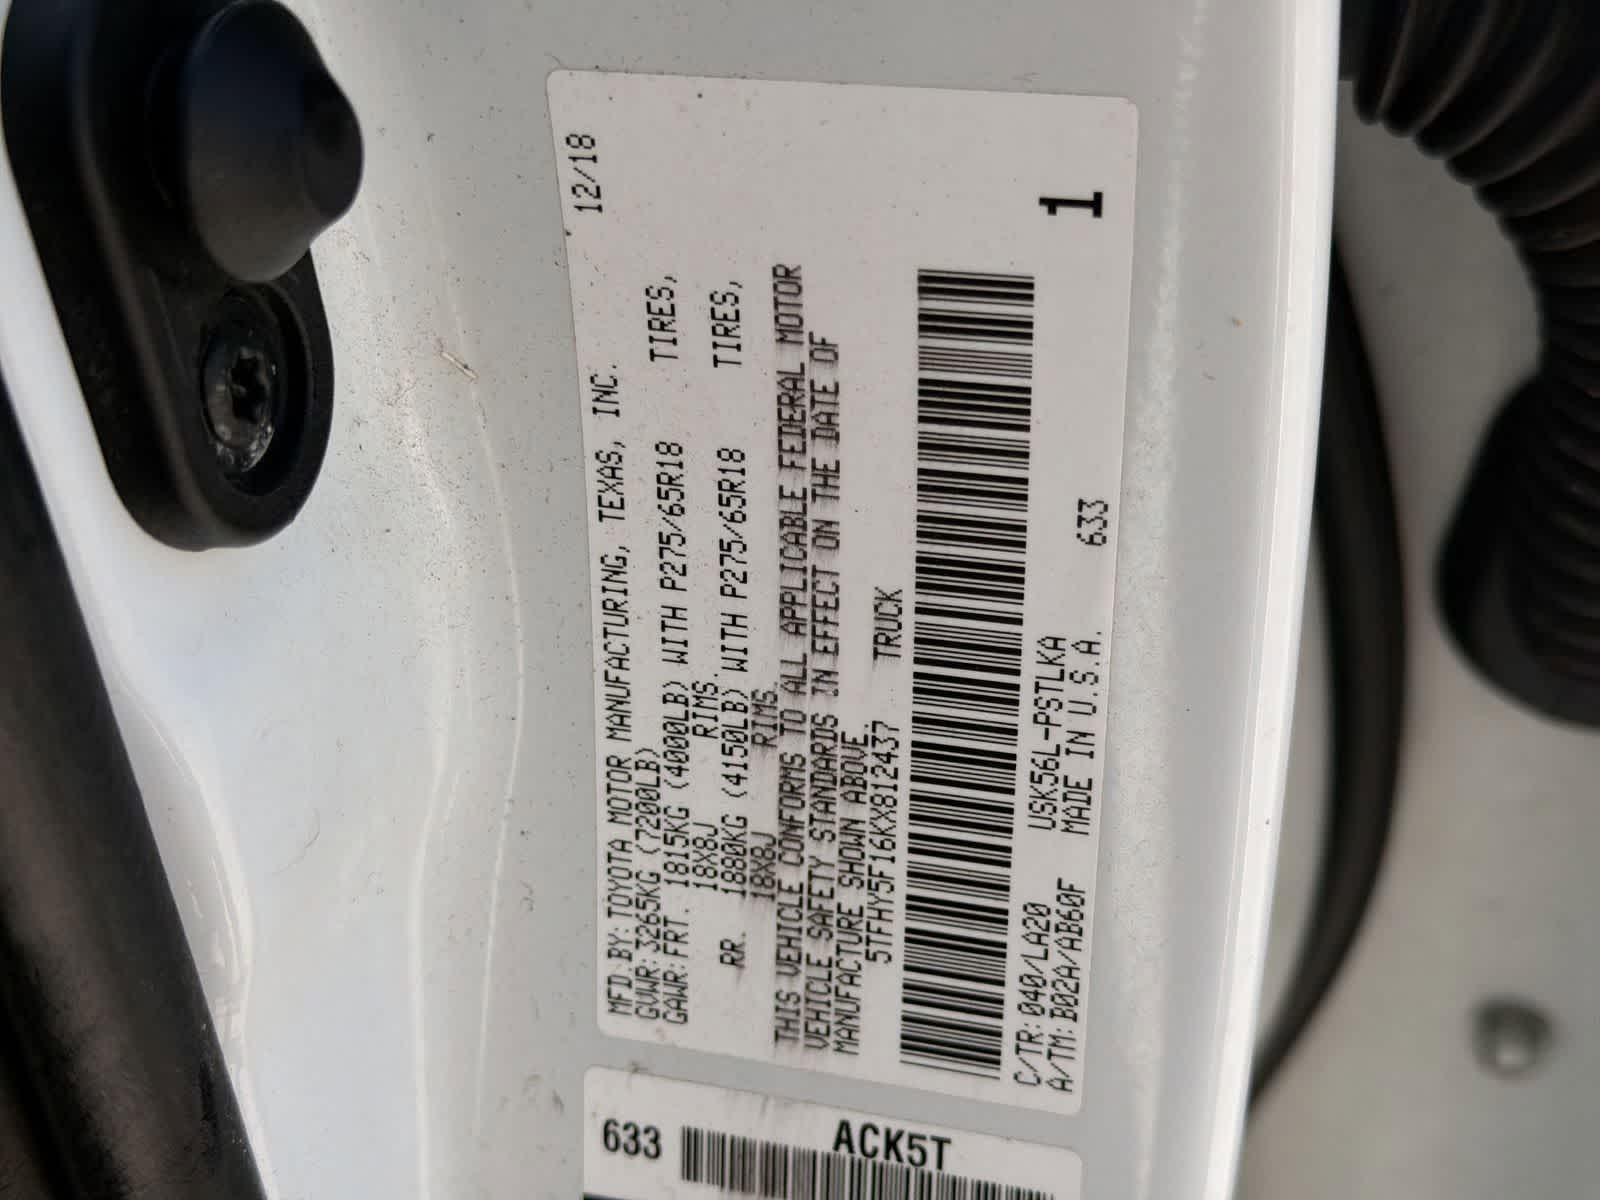 12/18
MFD BY: TOYOTA MOTOR MANUFACTURING, TEXAS, INC.
GVWR: 3265KG (7200LB)
GAWR: FRT. 1815KG (4000LB) WITH P275/65R18 TIRES,
18X8J RIMS.
RR. 1880KG (4150LB) WITH P275/65R18 TIRES,
18X8J RIMS.
THIS VEHICLE CONFORMS TO ALL APPLICABLE FEDERAL MOTOR
VEHICLE SAFETY STANDARDS IN EFFECT ON THE DATE OF
MANUFACTURE SHOWN ABOVE.
5TFHY5F16KX812437 TRUCK
1
C/TR: 040/LA20 USK56L-PSTLKA 633
A/TM: B02A/AB60F MADE IN U.S.A.
633 ACK5T